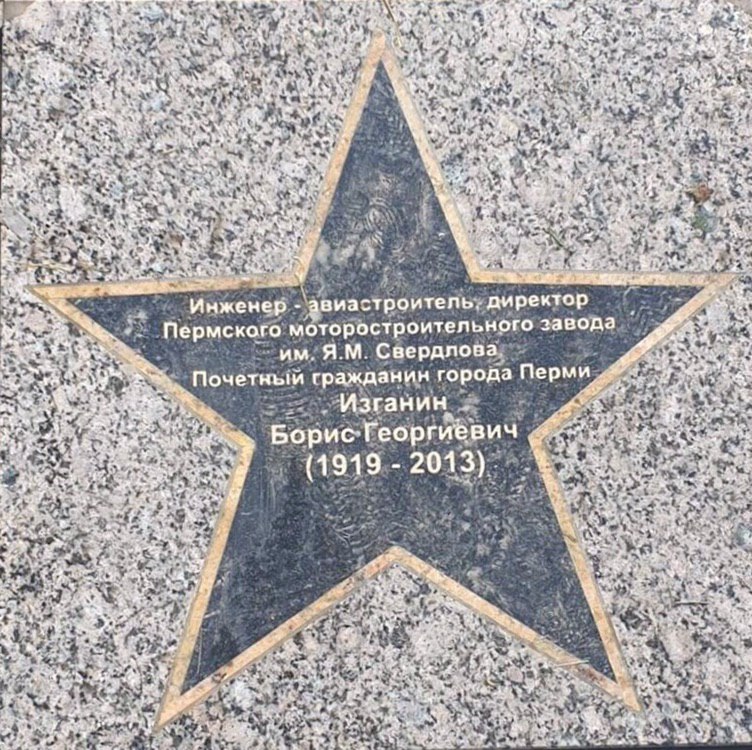 Инженер - авиастроитель, директор
Пермского моторостроительного завода
им. Я.М. Свердлова
Почетный гражданин города Перми
Изганин
Борис Георгиевич
(1919 - 2013)